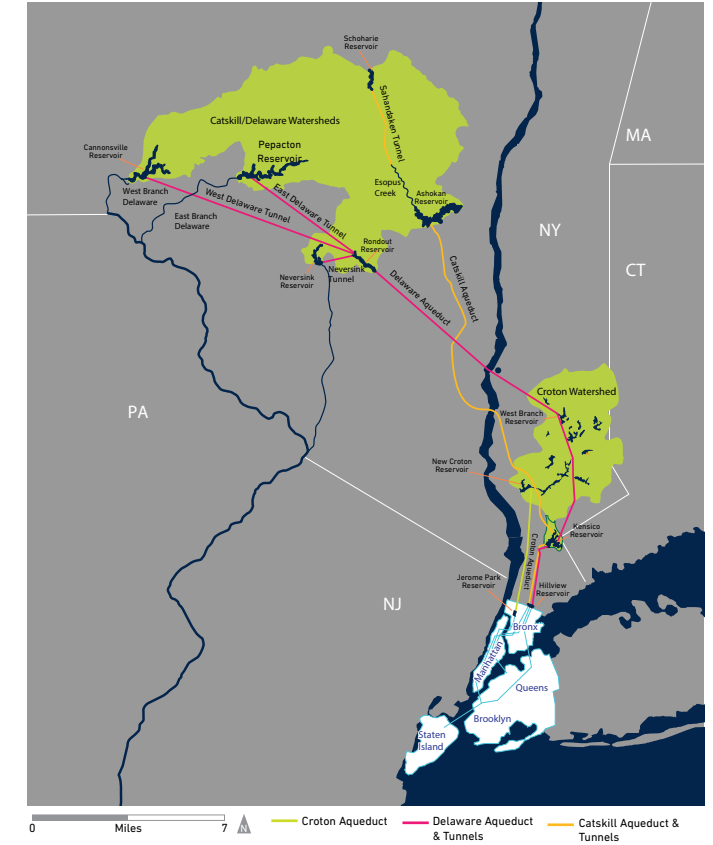 Schoharie
Reservoir
Sahandaken Tunnel
Catskill/Delaware Watersheds
MA
Cannonsville
Reservoir
Pepacton
Reservoir
Esopus
Creek
Ashokan
Reservoir
West Branch
Delaware
West Delaware Tunnel
East Delaware Tunnel
East Branch
Delaware
NY
Rondout
Reservoir
CT
Neversink
Reservoir
Neversink
Tunnel
Catskill Aqueduct
Delaware Aqueduct
Croton Watershed
PA
West Branch
Reservoir
New Croton
Reservoir
Kensico
Reservoir
Croton Aqueduct
Jerome Park
Reservoir
Hillview
Reservoir
NJ
Bronx
Manhattan
Queens
Brooklyn
Staten
Island
0
Miles
7
N
Croton Aqueduct
Delaware Aqueduct
& Tunnels
Catskill Aqueduct &
Tunnels